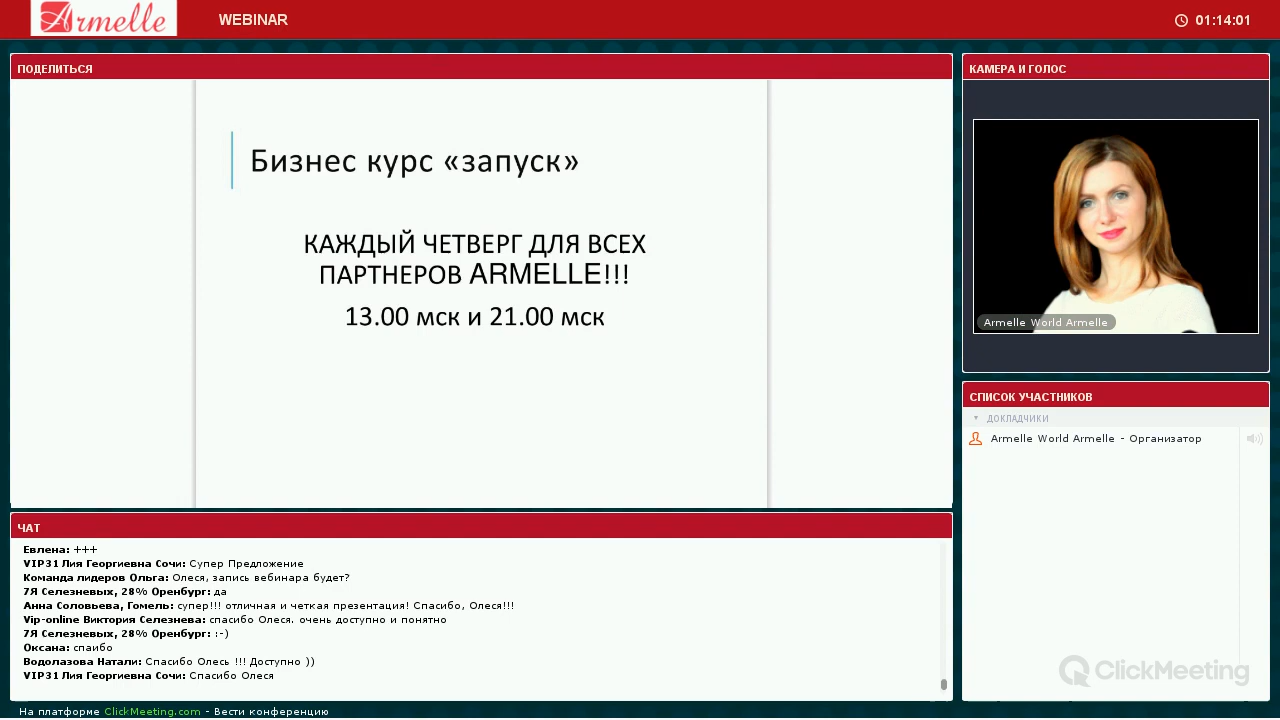 Armelle
WEBINAR
01:14:01
ПОДЕЛИТЬСЯ
Бизнес курс «запуск»
КАЖДЫЙ ЧЕТВЕРГ ДЛЯ ВСЕХ
ПАРТНЕРОВ ARMELLE!!!
13.00 мск и 21.00 мск
КАМЕРА И ГОЛОС
Armelle World Armelle
СПИСОК УЧАСТНИКОВ
ДОКЛАДЧИКИ
Armelle World Armelle - Организатор
ClickMeeting
ЧАТ
Евлена: +++
VIP31 Лия Георгиевна Сочи: Супер Предложение
Команда лидеров Ольга: Олеся, запись вебинара будет?
7Я Селезневых, 28% Оренбург: да
Анна Соловьева, Гомель: супер!!! отличная и четкая презентация! Спасибо, Олеся!!!
Vip-online Виктория Селезнева: спасибо Олеся. очень доступно и понятно
7Я Селезневых, 28% Оренбург: :-)
Оксана: спаибо
Водолазова Натали: Спасибо Олесь !!! Доступно ))
VIP31 Лия Георгиевна Сочи: Спасибо Олеся
На платформе ClickMeeting.com - Вести конференцию